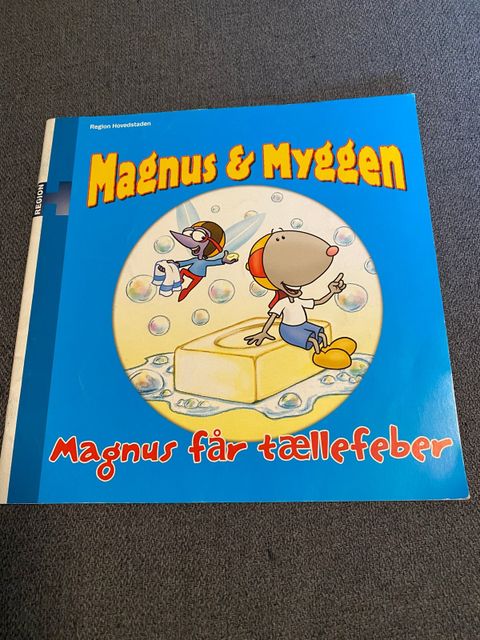 Region Hovedstaden
Magnus & Myggen
REGION
Magnus får tællefeber